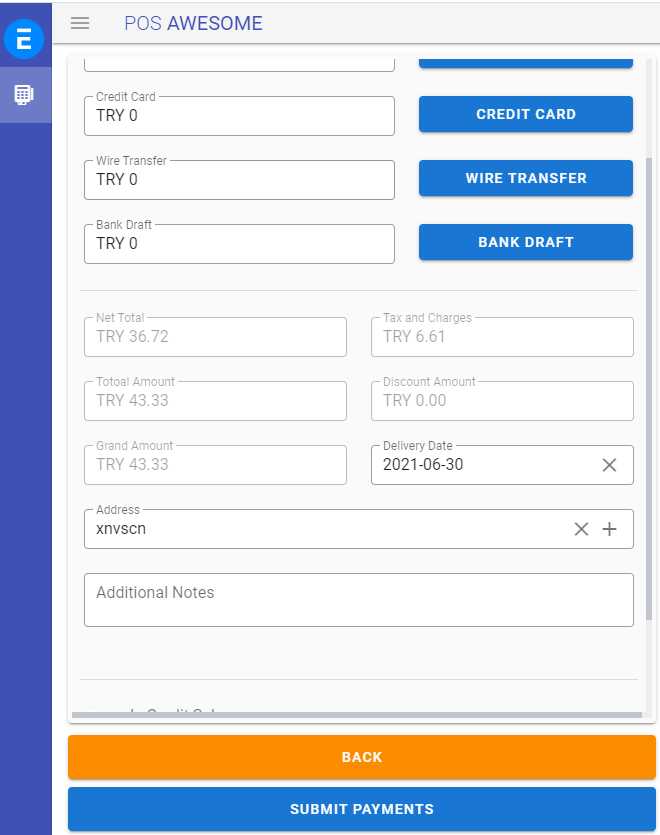 E
POS AWESOME
Credit Card
TRY 0
CREDIT CARD
Wire Transfer
TRY 0
WIRE TRANSFER
Bank Draft
TRY 0
BANK DRAFT
Net Total
TRY 36.72
Tax and Charges
TRY 6.61
Totoal Amount
TRY 43.33
Discount Amount
TRY 0.00
Grand Amount
TRY 43.33
Delivery Date
2021-06-30
Address
xnvscn
Additional Notes
BACK
SUBMIT PAYMENTS